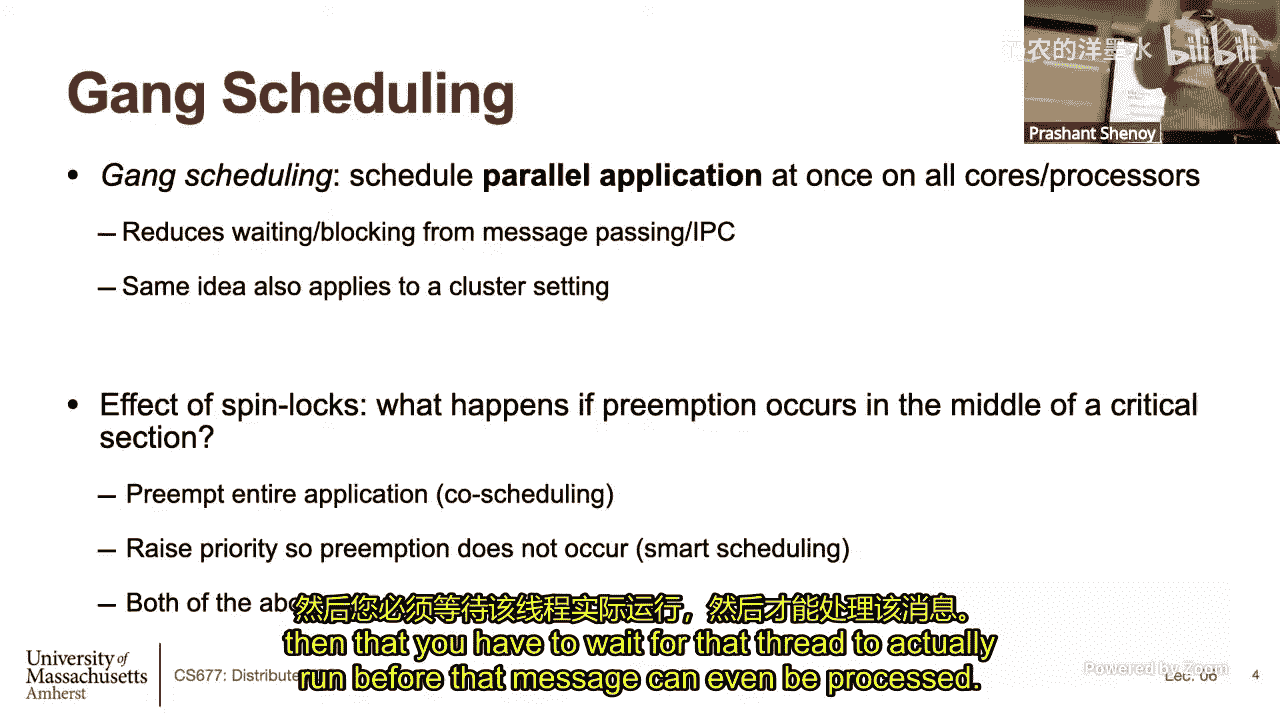 农的洋墨水 bilibili
Prashant Shenoy
Gang Scheduling
• Gang scheduling: schedule parallel application at once on all cores/processors
– Reduces waiting/blocking from message passing/IPC
– Same idea also applies to a cluster setting
• Effect of spin-locks: what happens if preemption occurs in the middle of a critical
section?
– Preempt entire application (co-scheduling)
– Raise priority so preemption does not occur (smart scheduling)
– Both of the
然后您必须等待该线程实际运行，然后才能处理该消息。
then that you have to wait for that thread to actually
run before that message can even be processed.
University of
Massachusetts
Amherst
CS677:
Powered by Zoom
Lec. 06
4